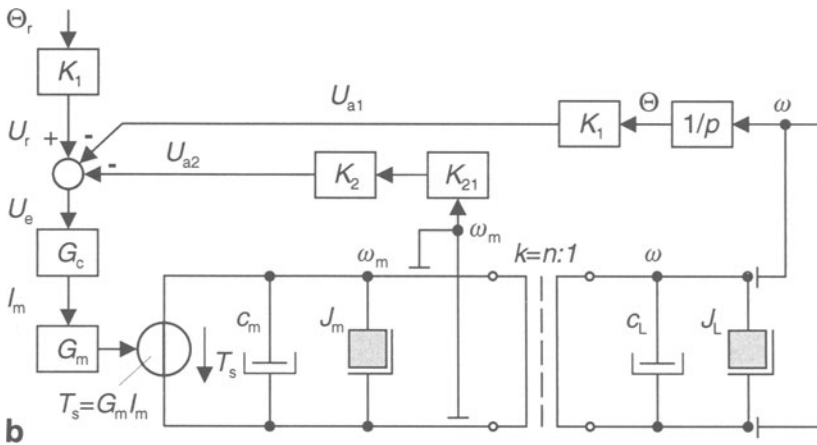 Θr
K1
Ua1
K1
Θ
1/p
ω
Ur
+
-
-
Ua2
K2
K21
Ue
ωm
Gc
ωm
k=n:1
ω
Im
cm
Jm
cL
JL
Gm
Ts
Ts=GmIm
b